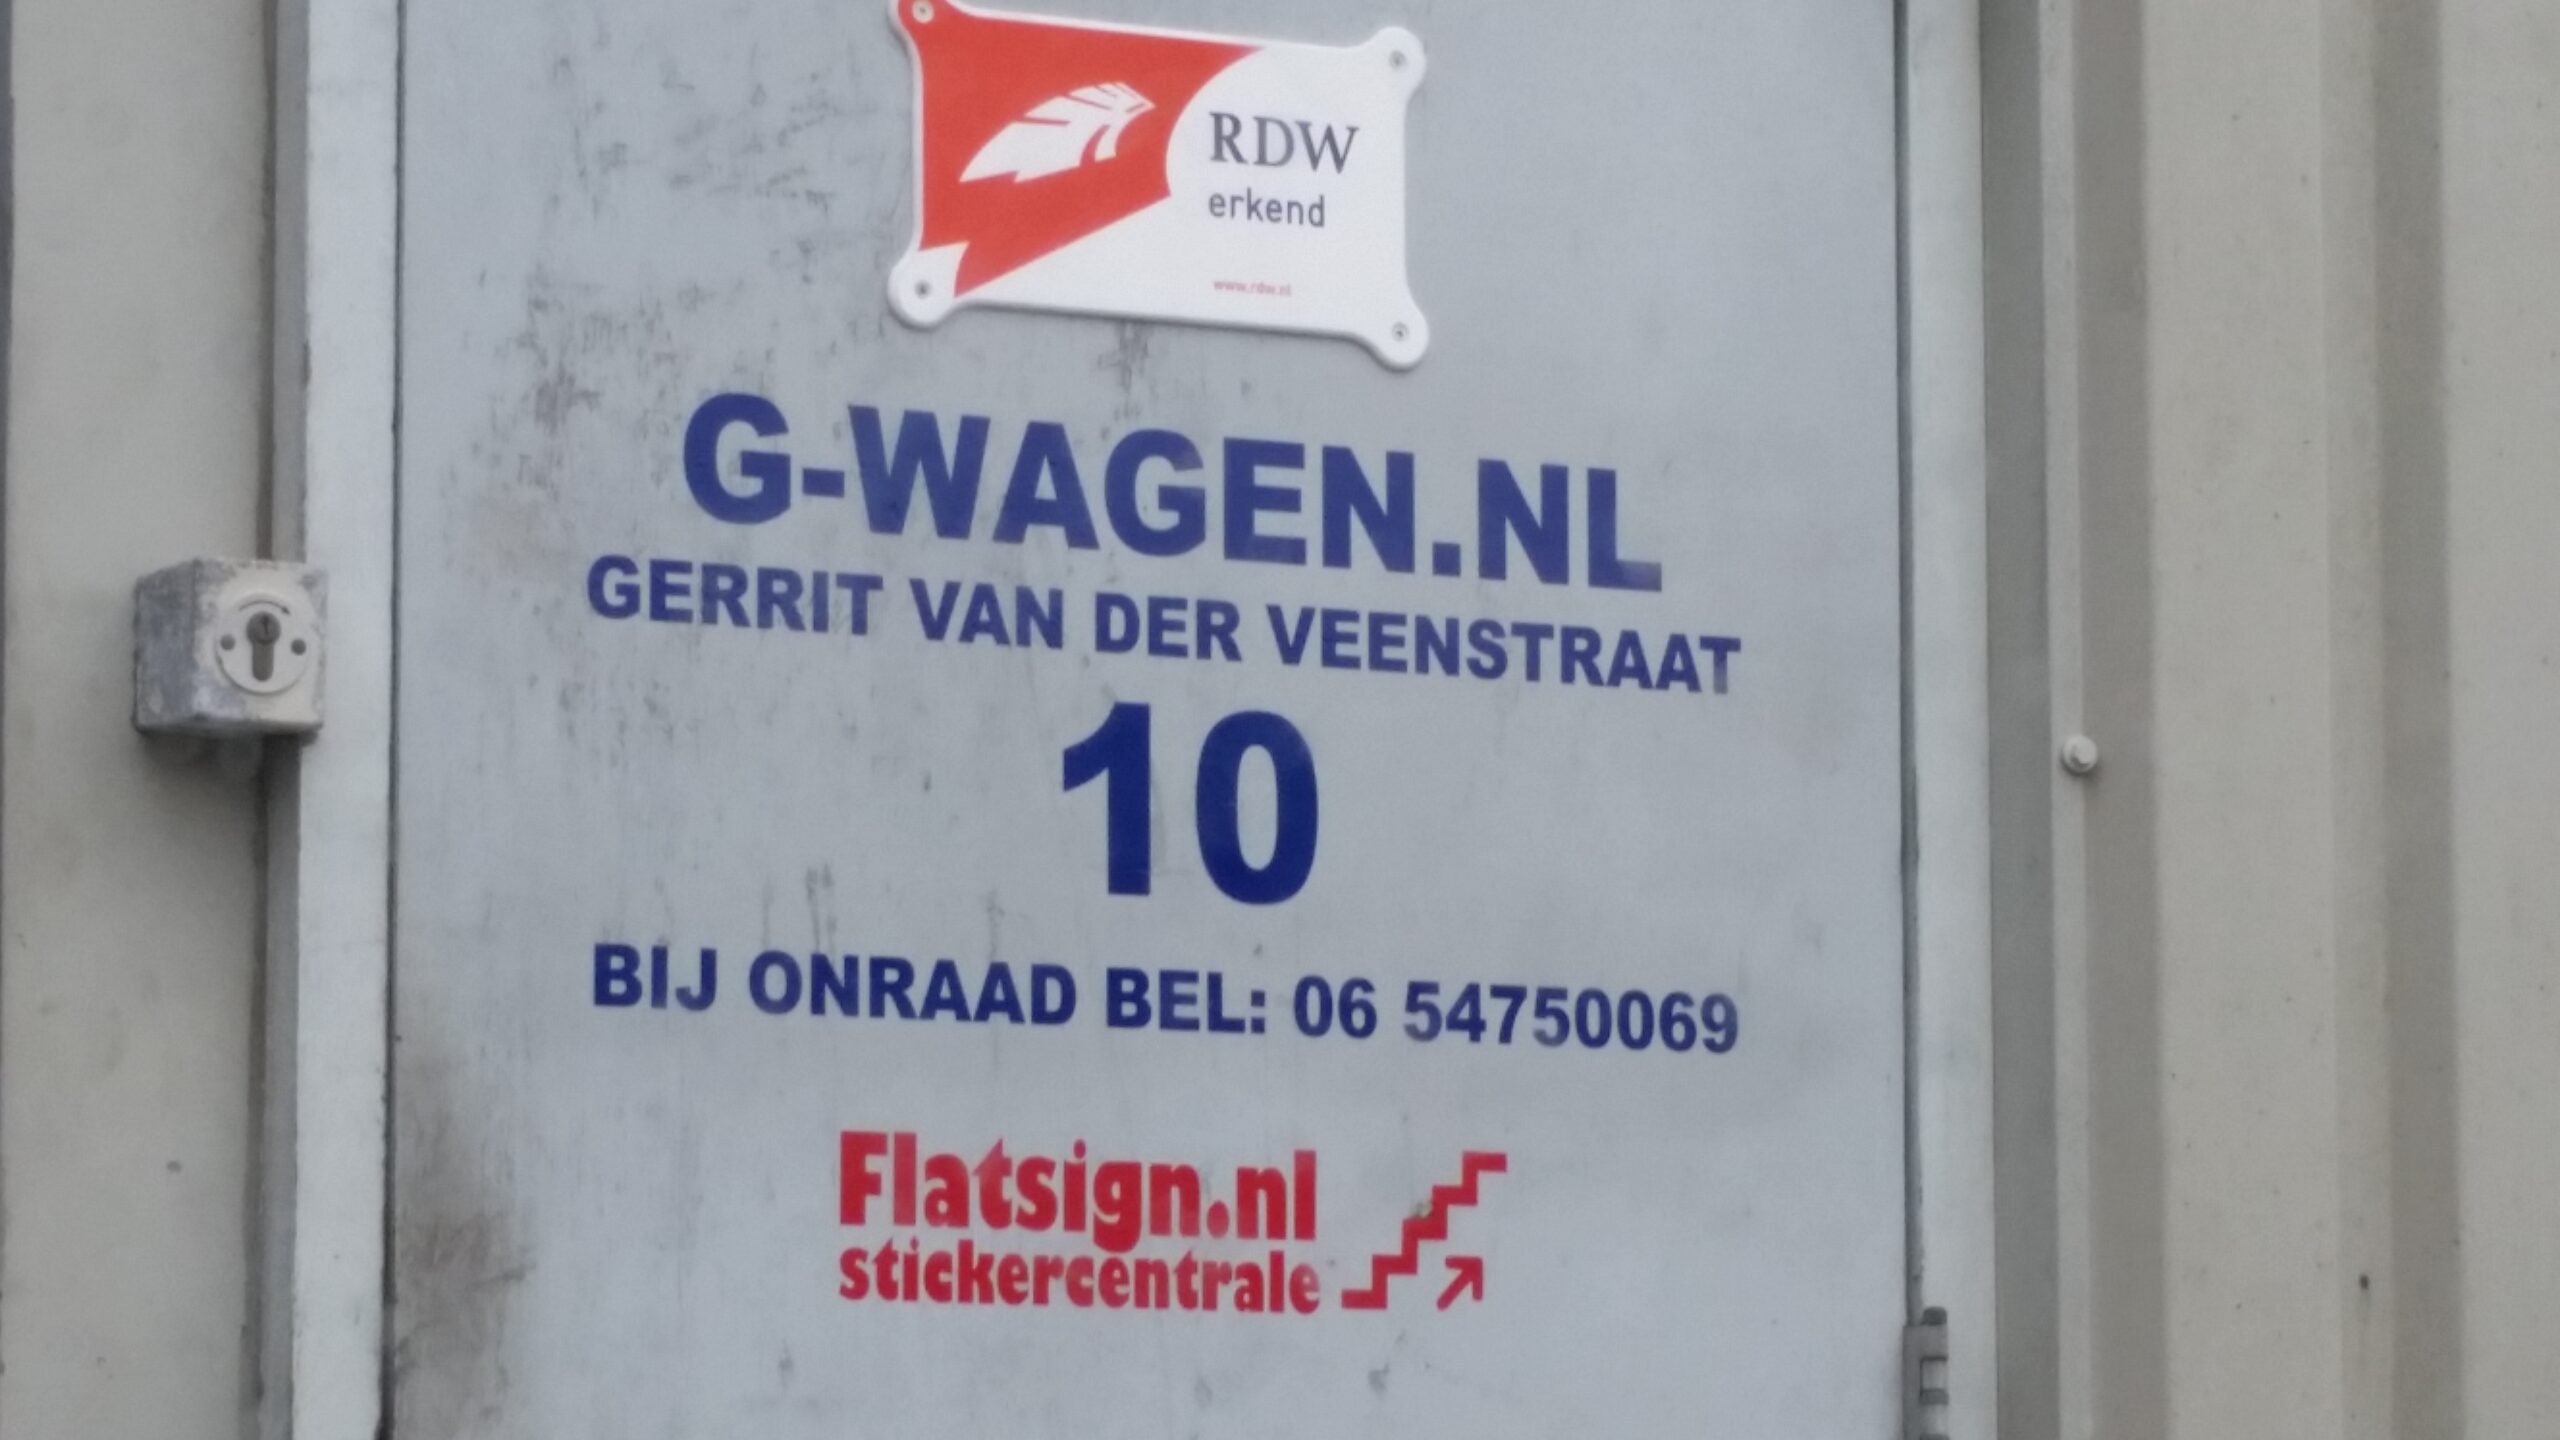 RDW
erkend
www.rdw.nl
G-WAGEN.NL
GERRIT VAN DER VEENSTRAAT
10
BIJ ONRAAD BEL: 06 54750069
Flatsign.nl
stickercentrale